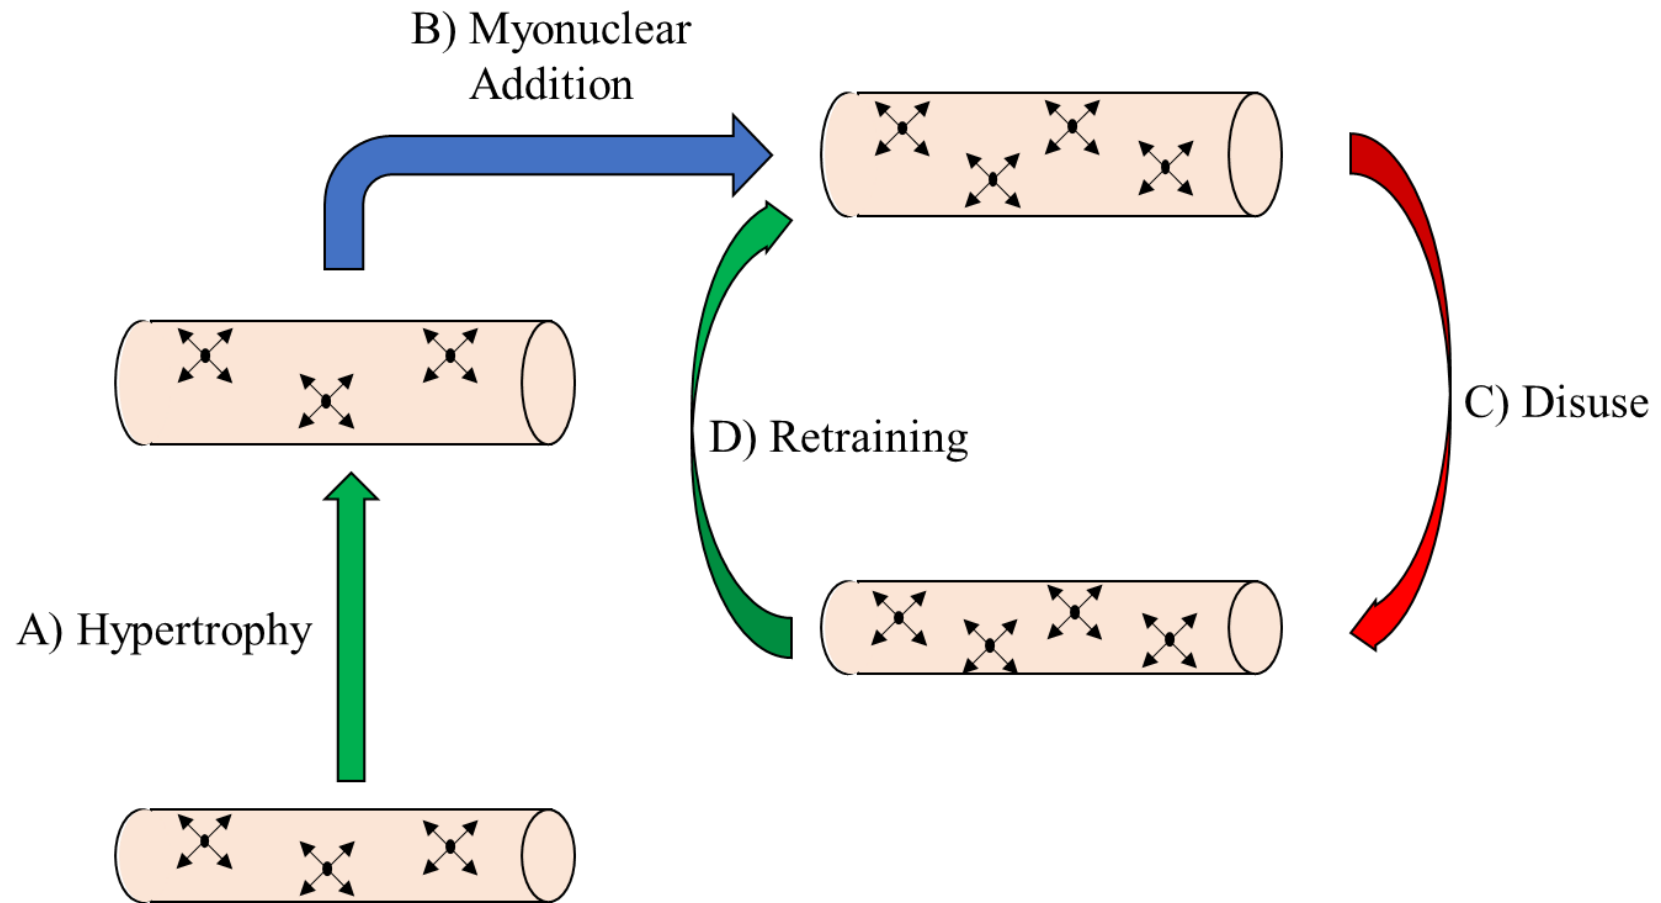 B) Myonuclear
Addition
C) Disuse
D) Retraining
A) Hypertrophy